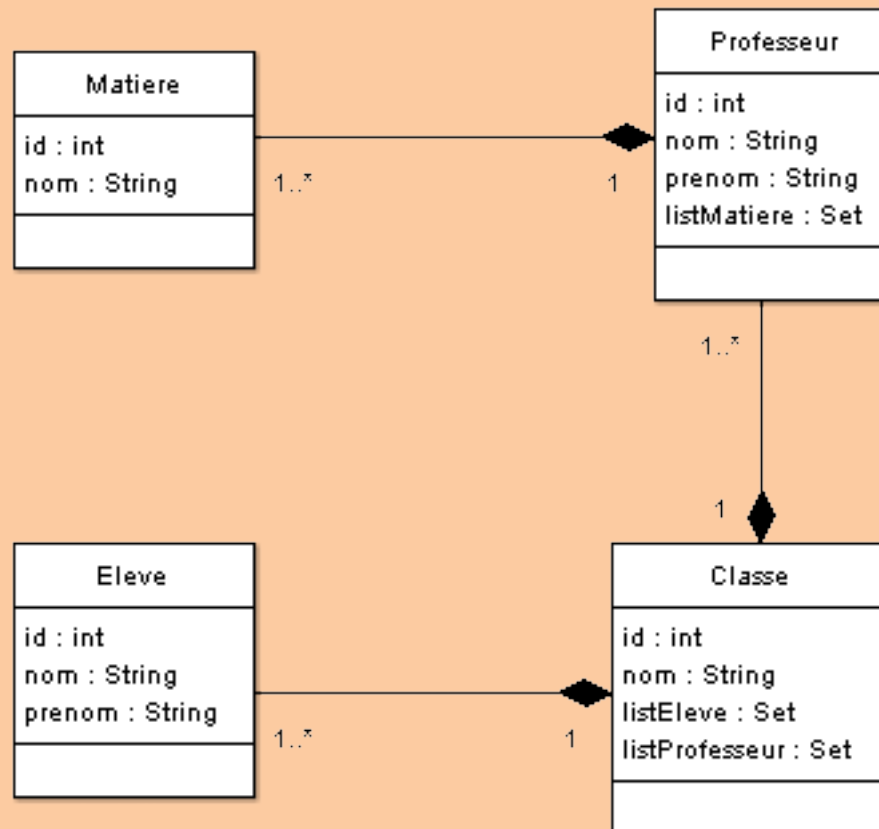 Matiere
id : int
nom : String
1..*
1
Professeur
id : int
nom : String
prenom : String
listMatiere : Set
1..*
1
Eleve
id : int
nom : String
prenom : String
1..*
1
Classe
id : int
nom : String
listEleve : Set
listProfesseur : Set